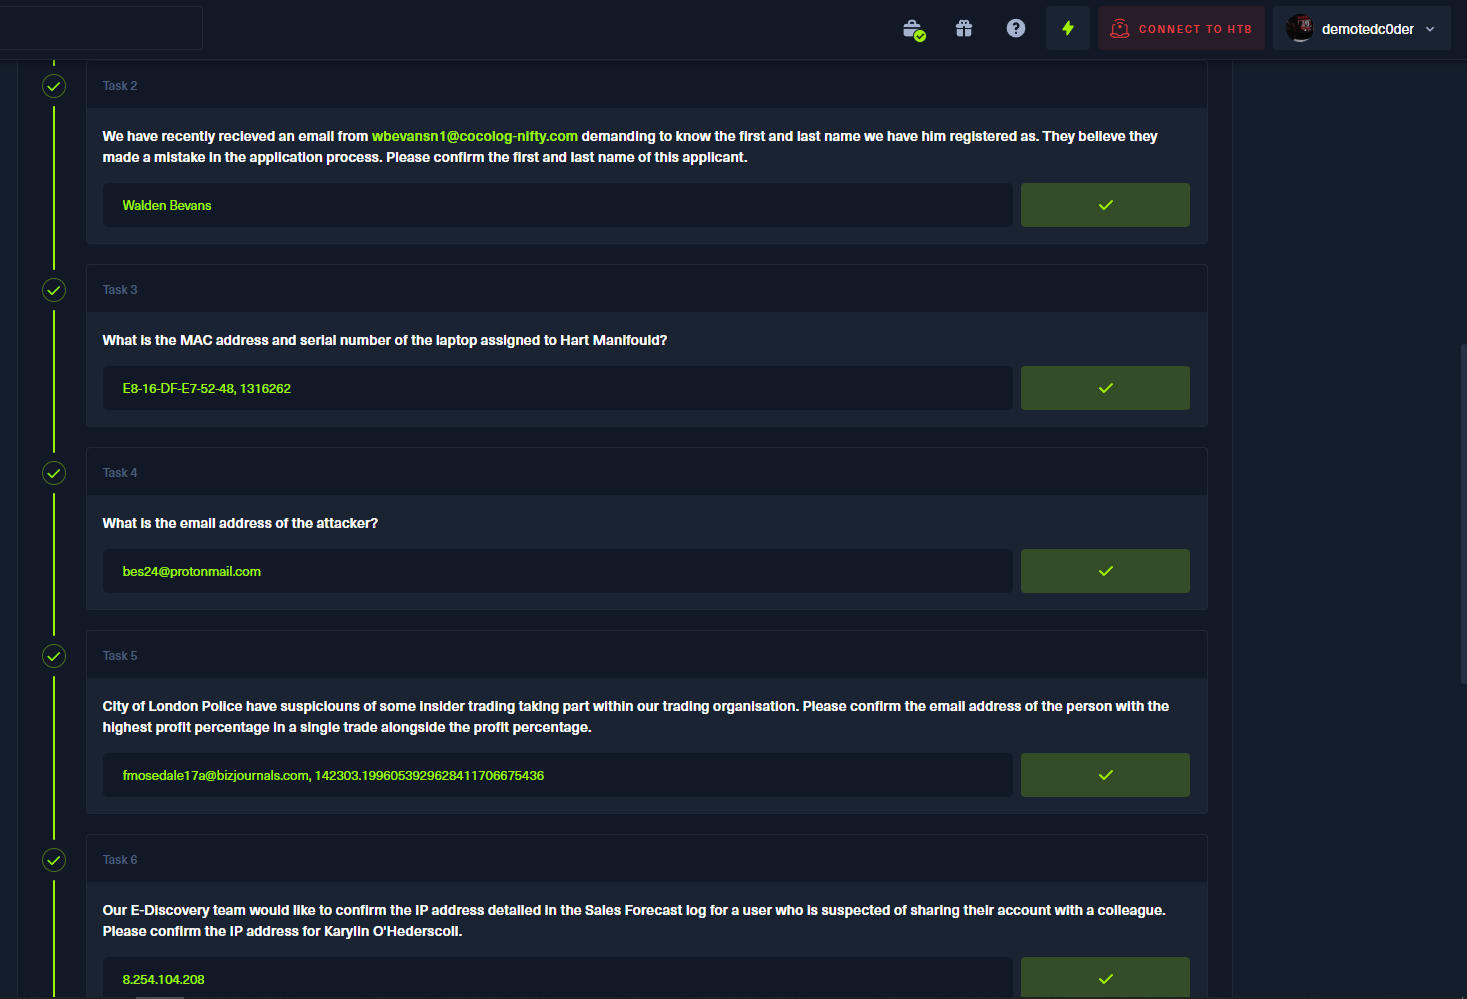 CONNECT TO HTB
demotedc0der
Task 2
We have recently recieved an email from wbevansn1@cocolog-nifty.com demanding to know the first and last name we have him registered as. They believe they
made a mistake in the application process. Please confirm the first and last name of this applicant.
Walden Bevans
Task 3
What is the MAC address and serial number of the laptop assigned to Hart Manifould?
E8-16-DF-E7-52-48, 1316262
Task 4
What is the email address of the attacker?
bes24@protonmail.com
Task 5
City of London Police have suspiciouns of some insider trading taking part within our trading organisation. Please confirm the email address of the person with the
highest profit percentage in a single trade alongside the profit percentage.
fmosedale17a@bizjournals.com, 142303.1996053929628411706675436
Task 6
Our E-Discovery team would like to confirm the IP address detailed in the Sales Forecast log for a user who is suspected of sharing their account with a colleague.
Please confirm the IP address for Karylin O'Hederscoll.
8.254.104.208